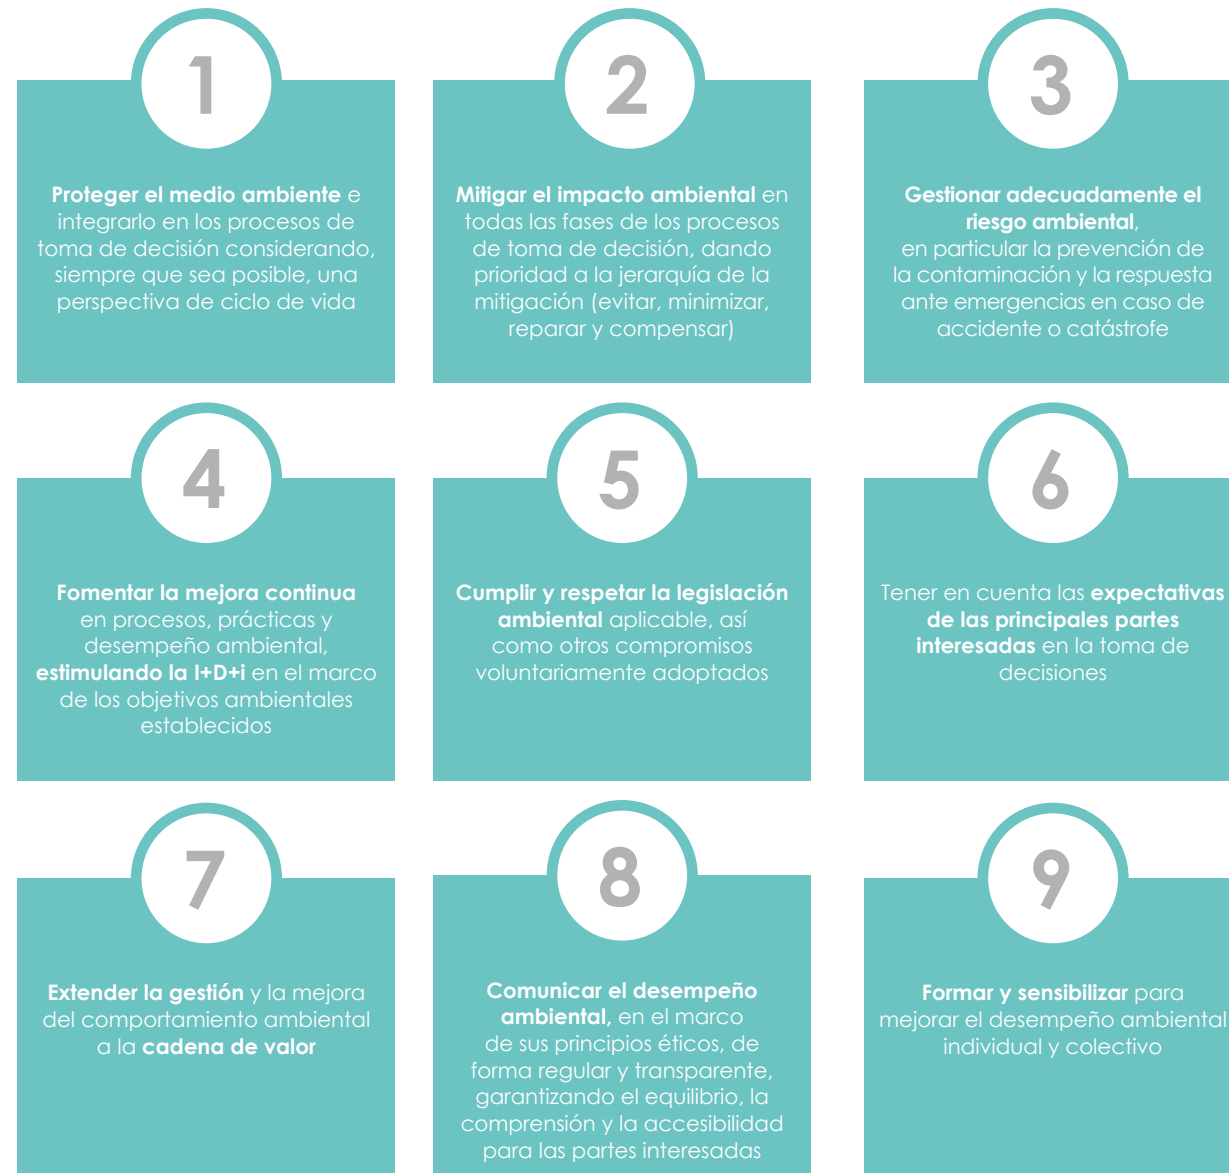 1
Proteger el medio ambiente e
integrarlo en los procesos de
toma de decisión considerando,
siempre que sea posible, una
perspectiva de ciclo de vida
2
Mitigar el impacto ambiental en
todas las fases de los procesos
de toma de decisión, dando
prioridad a la jerarquía de la
mitigación (evitar, minimizar,
reparar y compensar)
3
Gestionar adecuadamente el
riesgo ambiental,
en particular la prevención de
la contaminación y la respuesta
ante emergencias en caso de
accidente o catástrofe
4
Fomentar la mejora continua
en procesos, prácticas y
desempeño ambiental,
estimulando la I+D+i en el marco
de los objetivos ambientales
establecidos
5
Cumplir y respetar la legislación
ambiental aplicable, así
como otros compromisos
voluntariamente adoptados
6
Tener en cuenta las expectativas
de las principales partes
interesadas en la toma de
decisiones
7
Extender la gestión y la mejora
del comportamiento ambiental
a la cadena de valor
8
Comunicar el desempeño
ambiental, en el marco
de sus principios éticos, de
forma regular y transparente,
garantizando el equilibrio, la
comprensión y la accesibilidad
para las partes interesadas
9
Formar y sensibilizar para
mejorar el desempeño ambiental
individual y colectivo